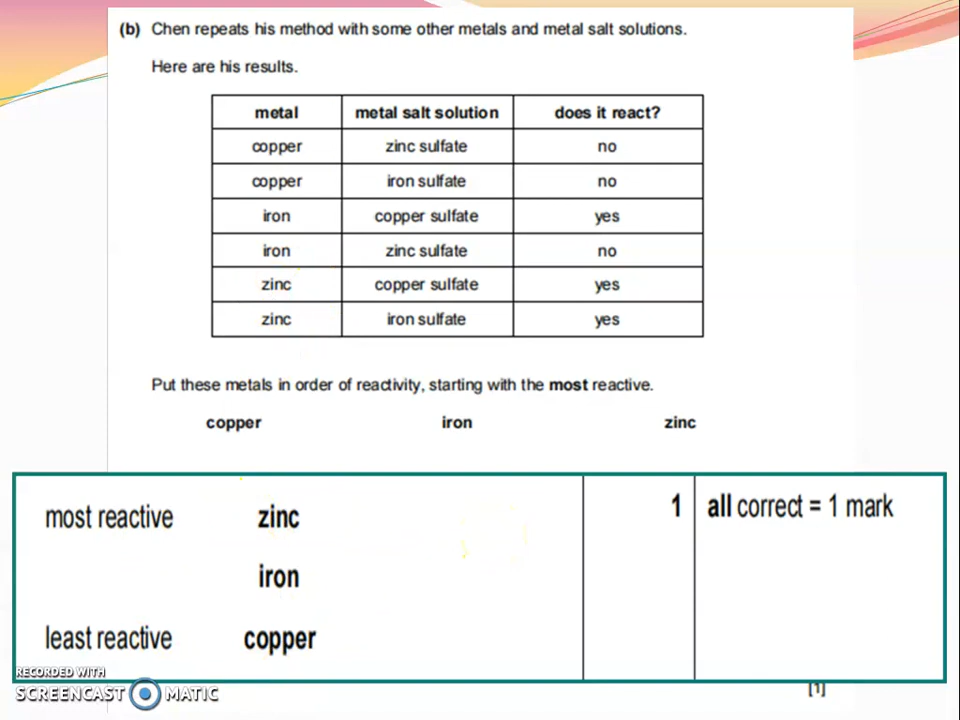 (b) Chen repeats his method with some other metals and metal salt solutions.
Here are his results.
metal metal salt solution does it react?
copper zinc sulfate no
copper iron sulfate no
iron copper sulfate yes
iron zinc sulfate no
zinc copper sulfate yes
zinc iron sulfate yes
Put these metals in order of reactivity, starting with the most reactive.
copper iron zinc
most reactive zinc 1 all correct = 1 mark
iron
least reactive copper
[1]
RECORDED WITH
SCREENCAST MATIC